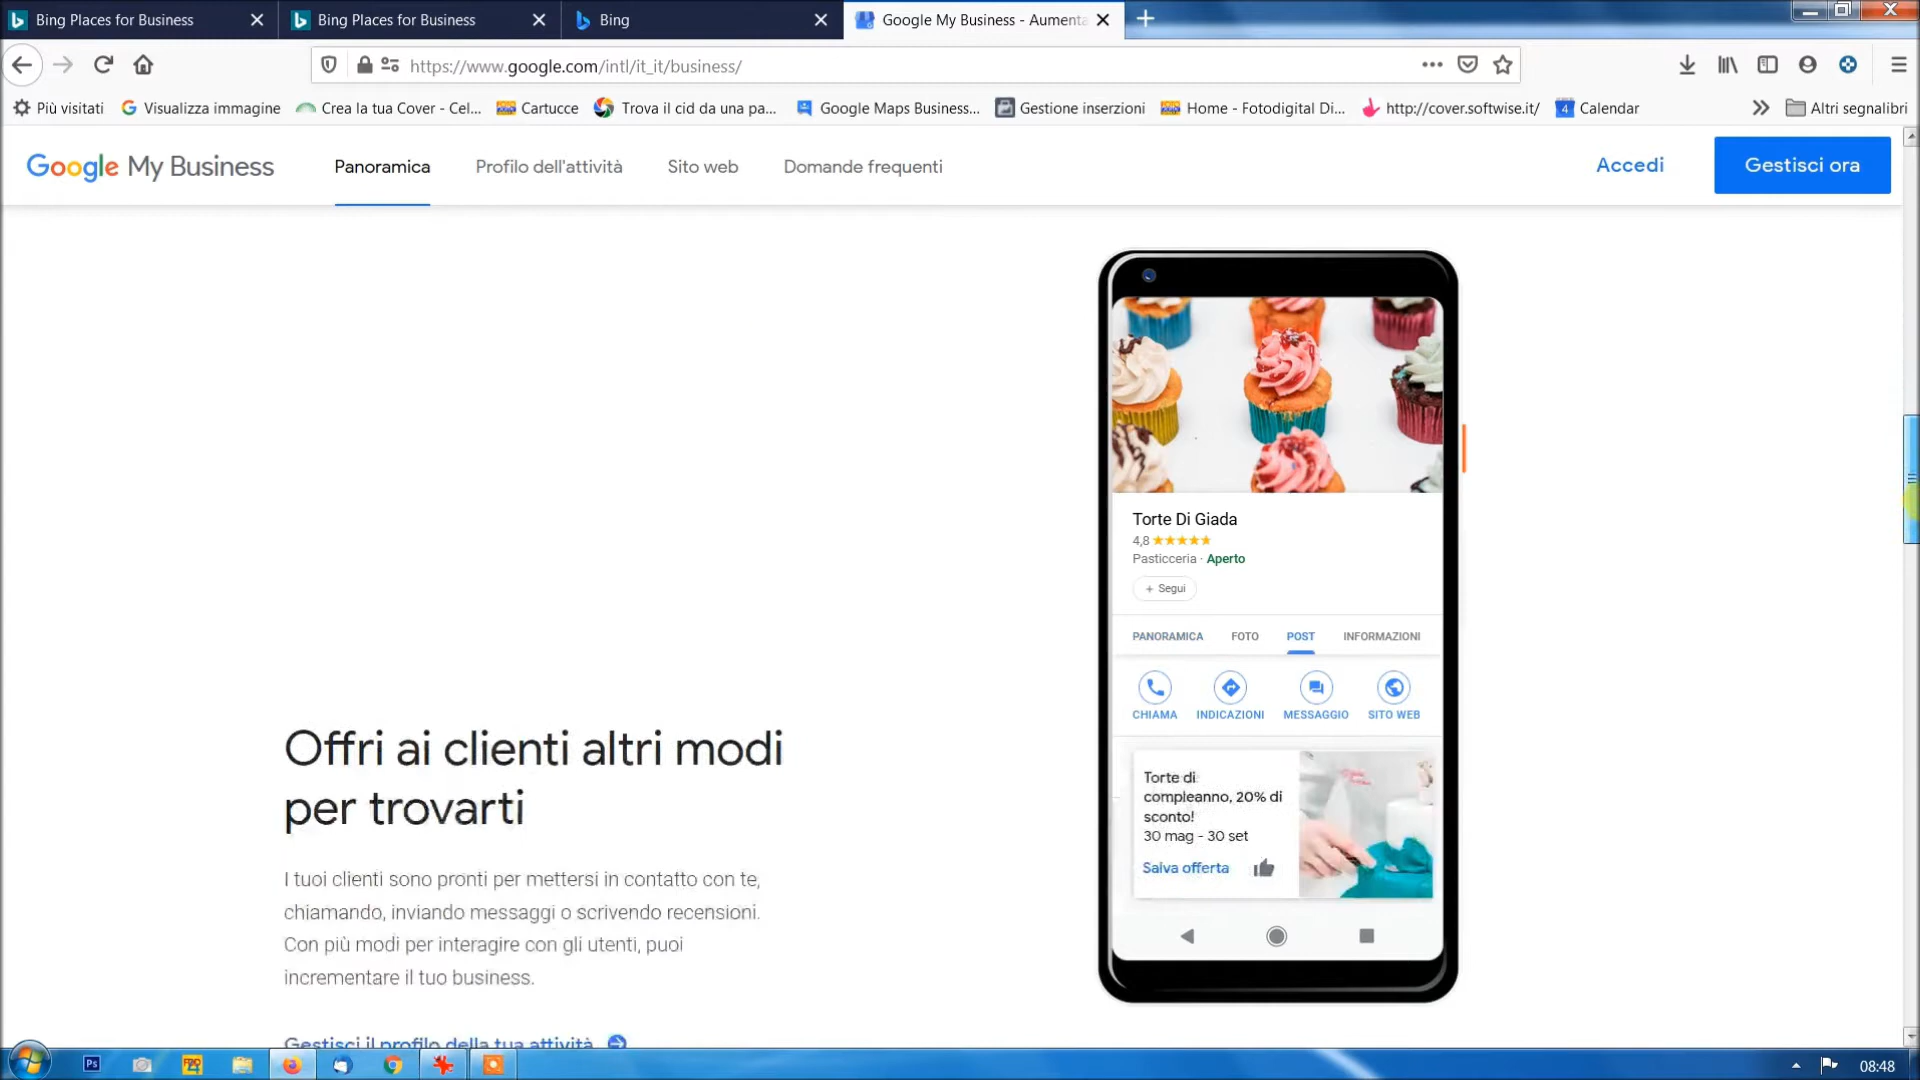 Bing Places for Business
Bing Places for Business
Bing
Google My Business - Aumenta
https://www.google.com/intl/it_it/business/
Più visitati
Visualizza immagine
Crea la tua Cover - Cel...
Cartucce
Trova il cid da una pa...
Google Maps Business...
Gestione inserzioni
Home - Fotodigital Di...
http://cover.softwise.it/
4
Calendar
Altri segnalibri
Google My Business
Panoramica
Profilo dell'attività
Sito web
Domande frequenti
Accedi
Gestisci ora
Torte Di Giada
4,8
Pasticceria · Aperto
+ Segui
PANORAMICA
FOTO
POST
INFORMAZIONI
CHIAMA
INDICAZIONI
MESSAGGIO
SITO WEB
Torte di
compleanno, 20% di
sconto!
30 mag - 30 set
Salva offerta
Offri ai clienti altri modi
per trovarti
I tuoi clienti sono pronti per mettersi in contatto con te,
chiamando, inviando messaggi o scrivendo recensioni.
Con più modi per interagire con gli utenti, puoi
incrementare il tuo business.
Gestisci il profilo della tua attività
Ps
08:48